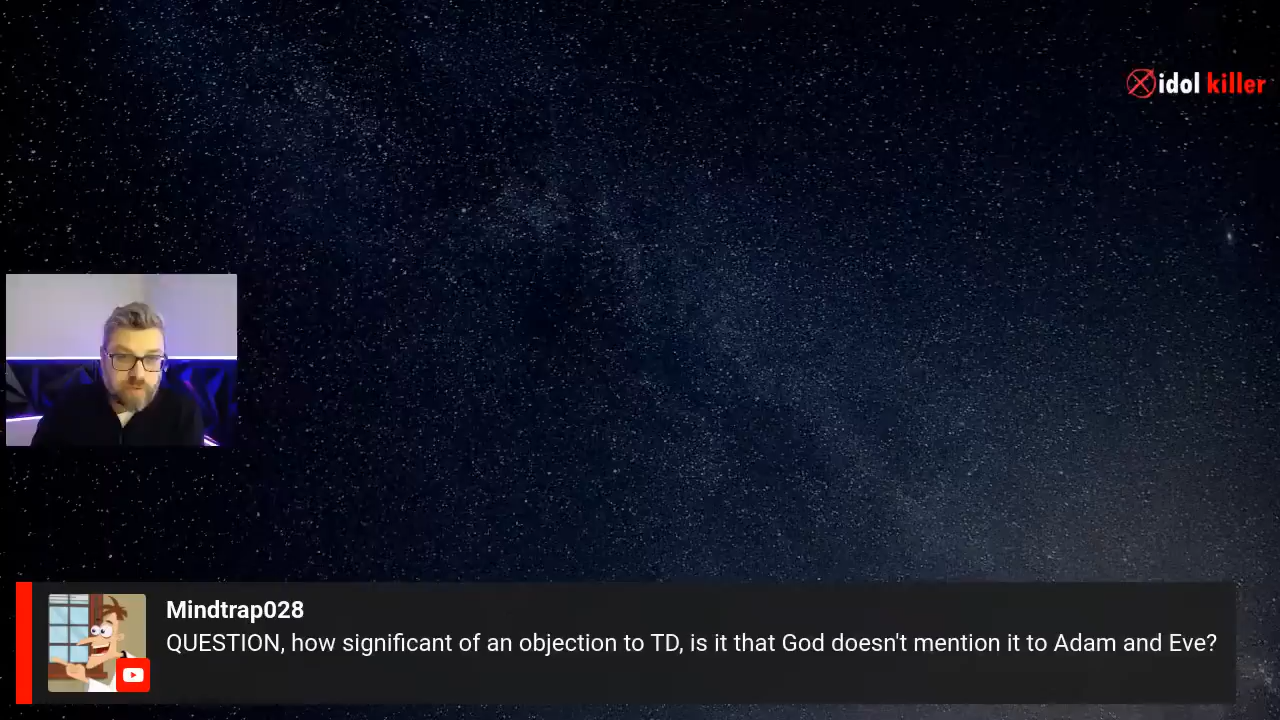 idol killer
Mindtrap028
QUESTION, how significant of an objection to TD, is it that God doesn't mention it to Adam and Eve?